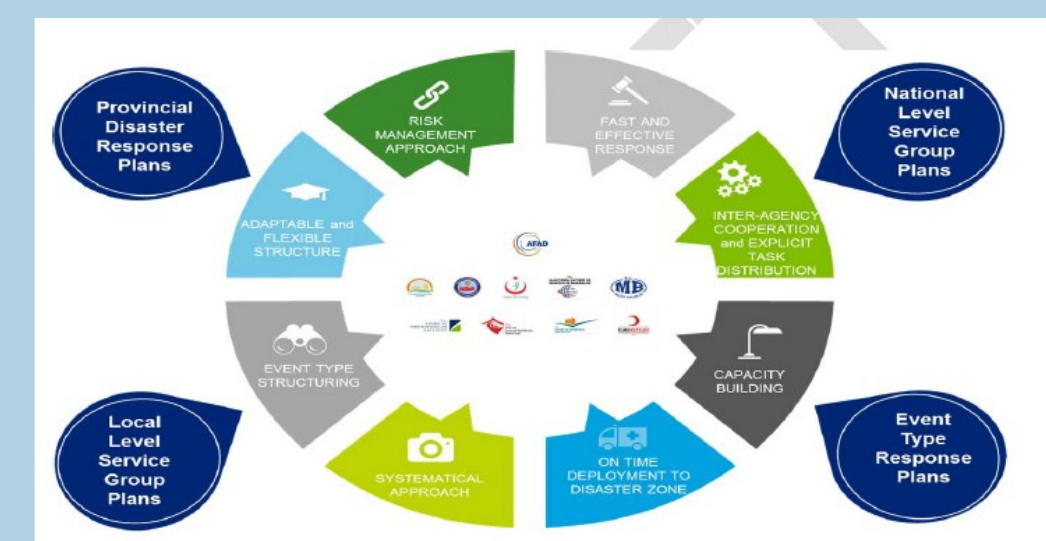 Provincial
Disaster
Response
Plans
RISK
MANAGEMENT
APPROACH
FAST AND
EFFECTIVE
RESPONSE
National
Level
Service
Group
Plans
ADAPTABLE and
FLEXIBLE
STRUCTURE
INTER-AGENCY
COOPERATION
and EXPLICIT
TASK
DISTRIBUTION
AFAD
MB
EVENT TYPE
STRUCTURING
CAPACITY
BUILDING
Local
Level
Service
Group
Plans
SYSTEMATICAL
APPROACH
ON TIME
DEPLOYMENT TO
DISASTER ZONE
Event
Type
Response
Plans